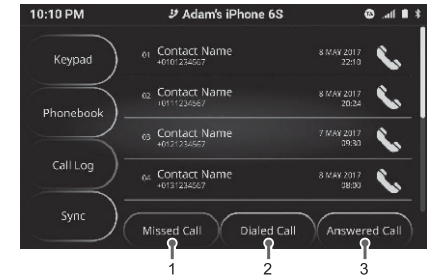 10:10 PM Adam's iPhone 6S TA
Keypad
Phonebook
Call Log
Sync
01 Contact Name 8 MAY 2017
+0101234567 22:10
02 Contact Name 8 MAY 2017
+0111234567 20:24
03 Contact Name 7 MAY 2017
+0121234567 09:30
04 Contact Name 8 MAY 2017
+0131234567 08:00
Missed Call Dialed Call Answered Call
1 2 3